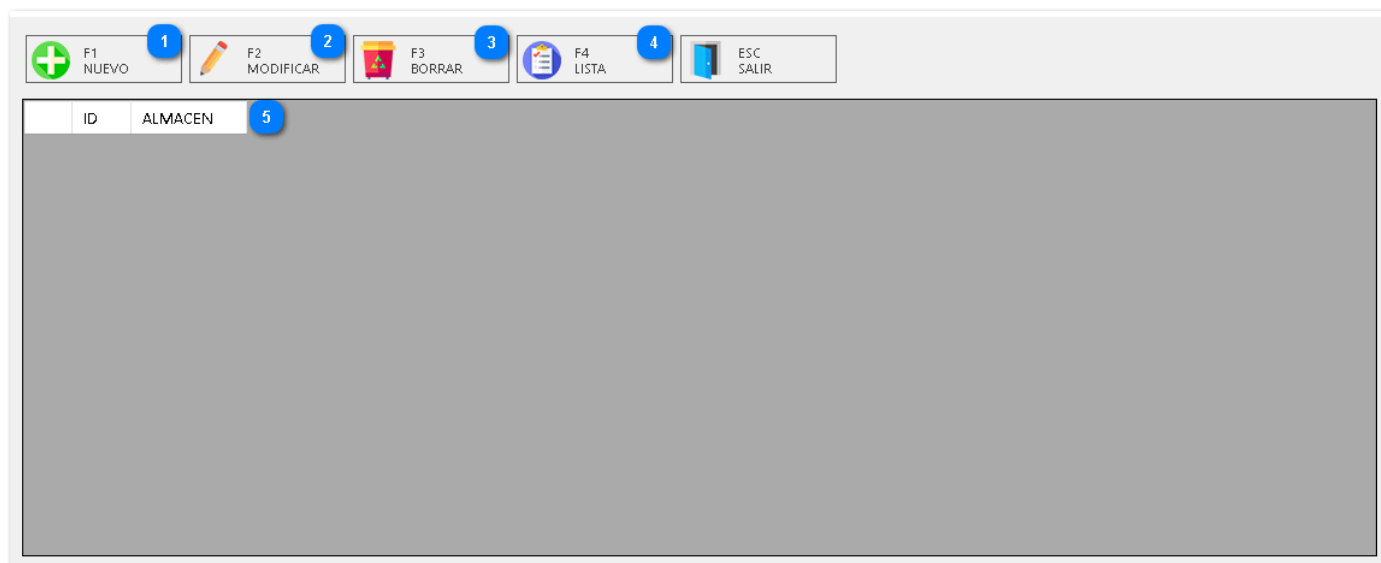 F1 1
NUEVO
F2 2
MODIFICAR
F3 3
BORRAR
F4 4
LISTA
ESC
SALIR
ID ALMACEN 5